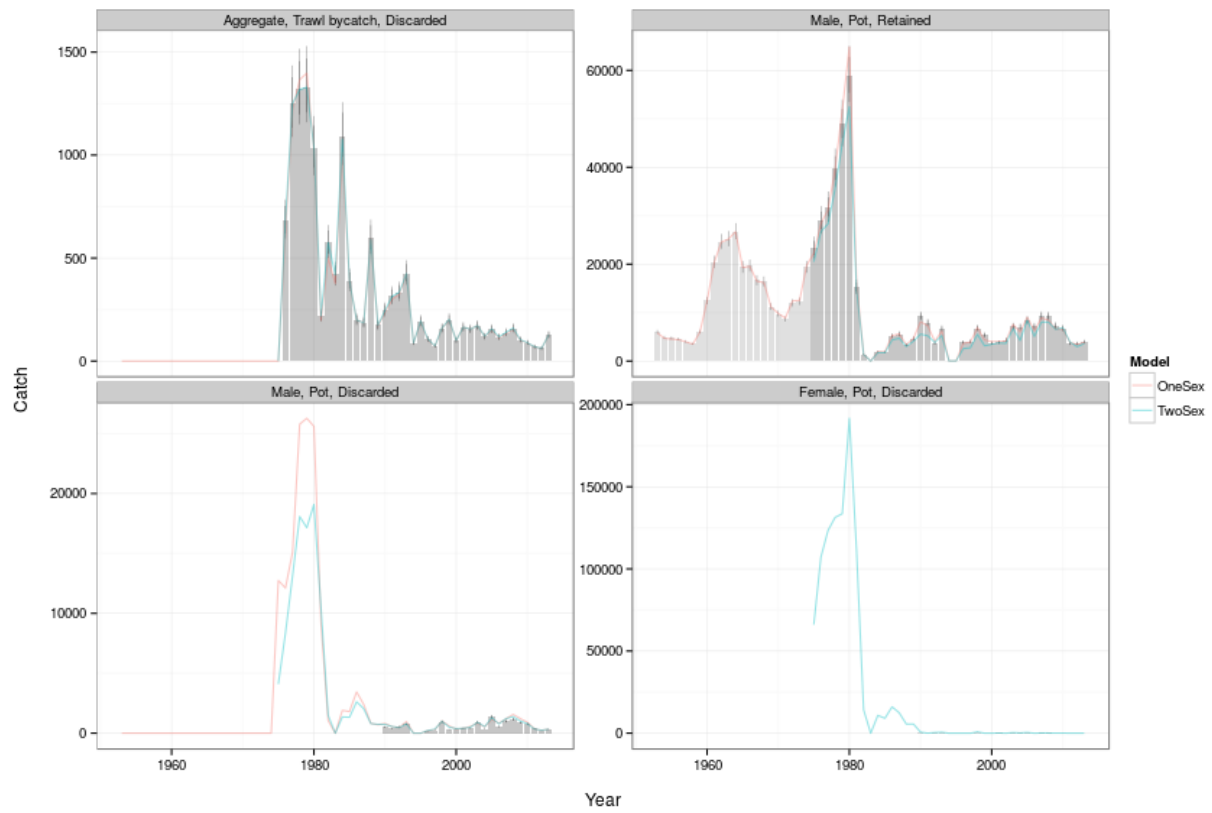 Aggregate, Trawl bycatch, Discarded
Male, Pot, Retained
1500
1000
500
0
60000
40000
20000
0
Catch
Male, Pot, Discarded
Female, Pot, Discarded
20000
10000
0
200000
150000
100000
50000
0
Model
OneSex
TwoSex
1960 1980 2000
1960 1980 2000
Year